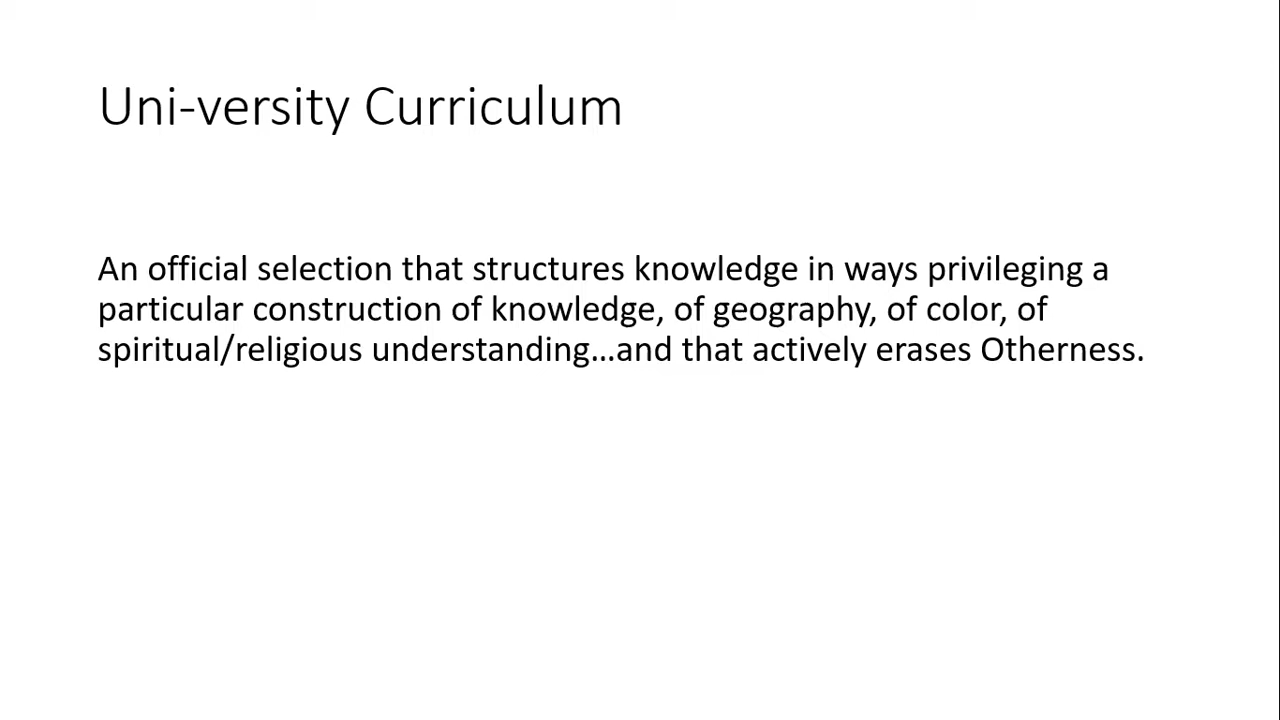 Uni-versity Curriculum
An official selection that structures knowledge in ways privileging a
particular construction of knowledge, of geography, of color, of
spiritual/religious understanding…and that actively erases Otherness.